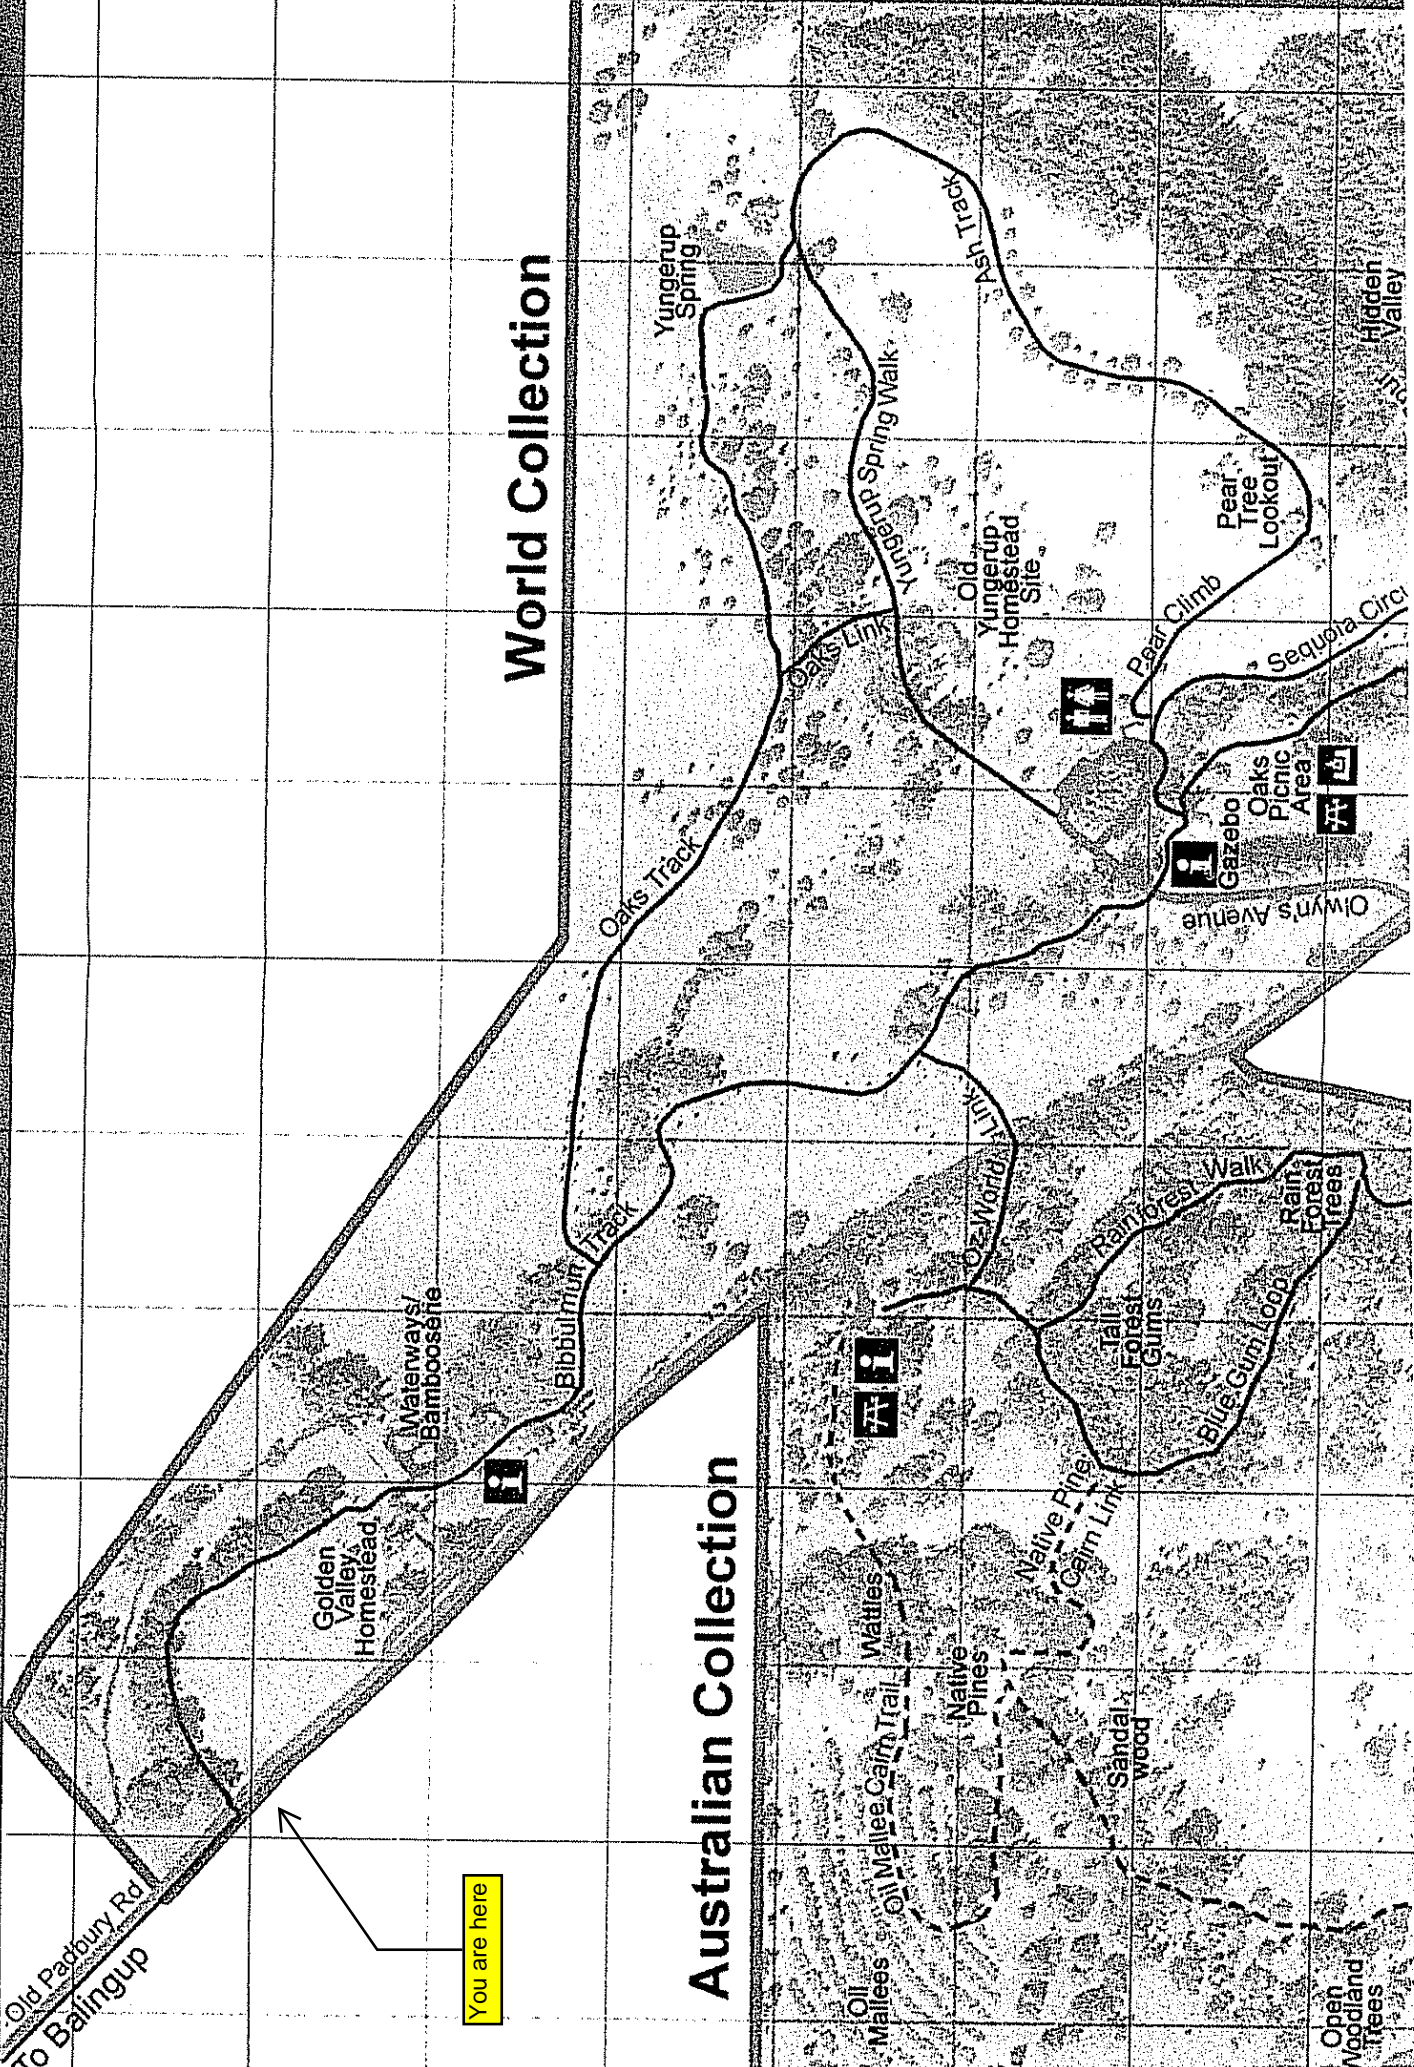 World Collection
Yungerup
Spring
Ash Track
Hidden
Valley
Yungerup Spring Walk
Pear
Tree
Lookout
Old
Yungerup
Homestead
Site
Oaks Link
Pear Climb
Sequoia Circ
Oaks Track
Oaks
Picnic
Area
Gazebo
Olwyn's Avenue
Oz-World Link
Rainforest Walk
Rain
Forest
Trees
Bibbulmun Track
Waterways/
Bambooserie
Tall
Forest
Gums
Blue Gum Loop
Golden
Valley
Homestead
Native Pine
Cairn Link
Australian Collection
Wattles
Native
Pines
Oil Mallee Cairn Trail
Sandal-
wood
Oil
Mallees
Open
Woodland
Trees
Old Padbury Rd
To Balingup
You are here